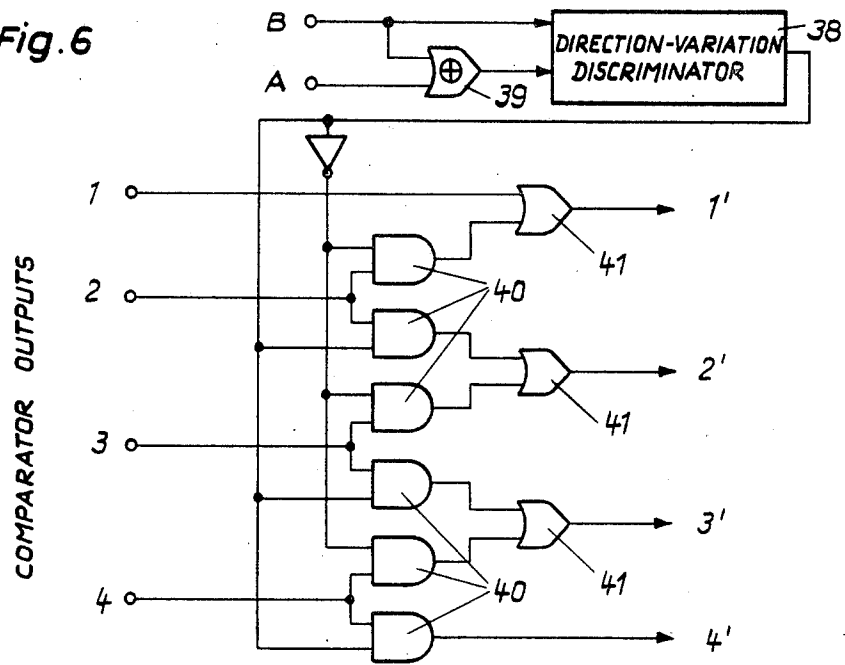 Fig.6
B
A
39
DIRECTION-VARIATION
DISCRIMINATOR
38
COMPARATOR OUTPUTS
1
41
1'
2
40
41
2'
3
41
3'
4
40
4'